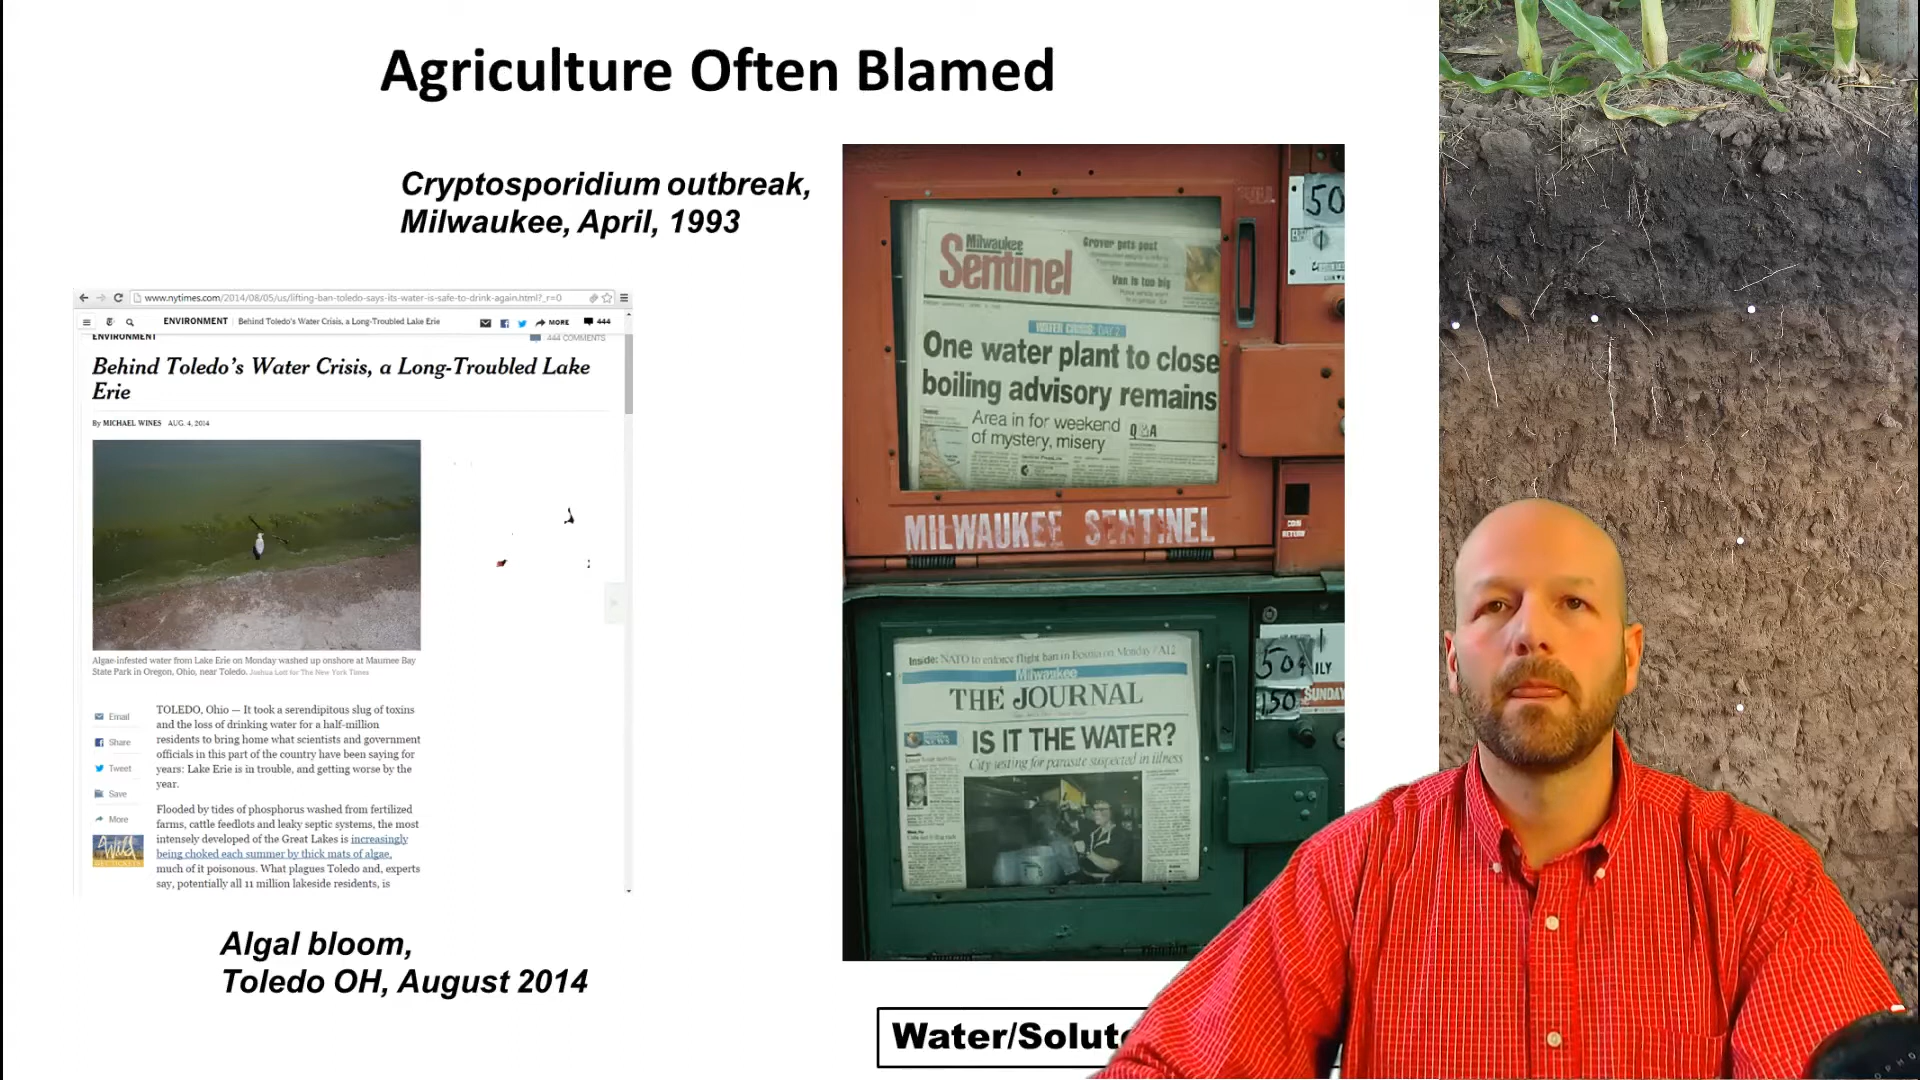 Agriculture Often Blamed
Cryptosporidium outbreak,
Milwaukee, April, 1993
www.nytimes.com/2014/08/05/us/lifting-ban-toledo-says-its-water-is-safe-to-drink-again.html?_r=0
ENVIRONMENT | Behind Toledo's Water Crisis, a Long-Troubled Lake Erie
MORE 444
ENVIRONMENT
444 COMMENTS
Behind Toledo's Water Crisis, a Long-Troubled Lake
Erie
By MICHAEL WINES AUG. 4, 2014
Algae-infested water from Lake Erie on Monday washed up onshore at Maumee Bay
State Park in Oregon, Ohio, near Toledo. Joshua Lott for The New York Times
Email
Share
Tweet
Save
More
TOLEDO, Ohio — It took a serendipitous slug of toxins
and the loss of drinking water for a half-million
residents to bring home what scientists and government
officials in this part of the country have been saying for
years: Lake Erie is in trouble, and getting worse by the
year.
Flooded by tides of phosphorus washed from fertilized
farms, cattle feedlots and leaky septic systems, the most
intensely developed of the Great Lakes is increasingly
being choked each summer by thick mats of algae,
much of it poisonous. What plagues Toledo and, experts
say, potentially all 11 million lakeside residents, is
Algal bloom,
Toledo OH, August 2014
Milwaukee
Sentinel
Grover gets post
Van is too big
WATER CRISIS: DAY 2
One water plant to close
boiling advisory remains
Area in for weekend
of mystery, misery
Q&A
MILWAUKEE SENTINEL
50
COIN
RETURN
Inside: NATO to enforce flight ban in Bosnia on Monday /A12
Milwaukee
THE JOURNAL
NEWS
IS IT THE WATER?
City testing for parasite suspected in illness
50¢ ILY
150 SUNDAY
Water/Solut